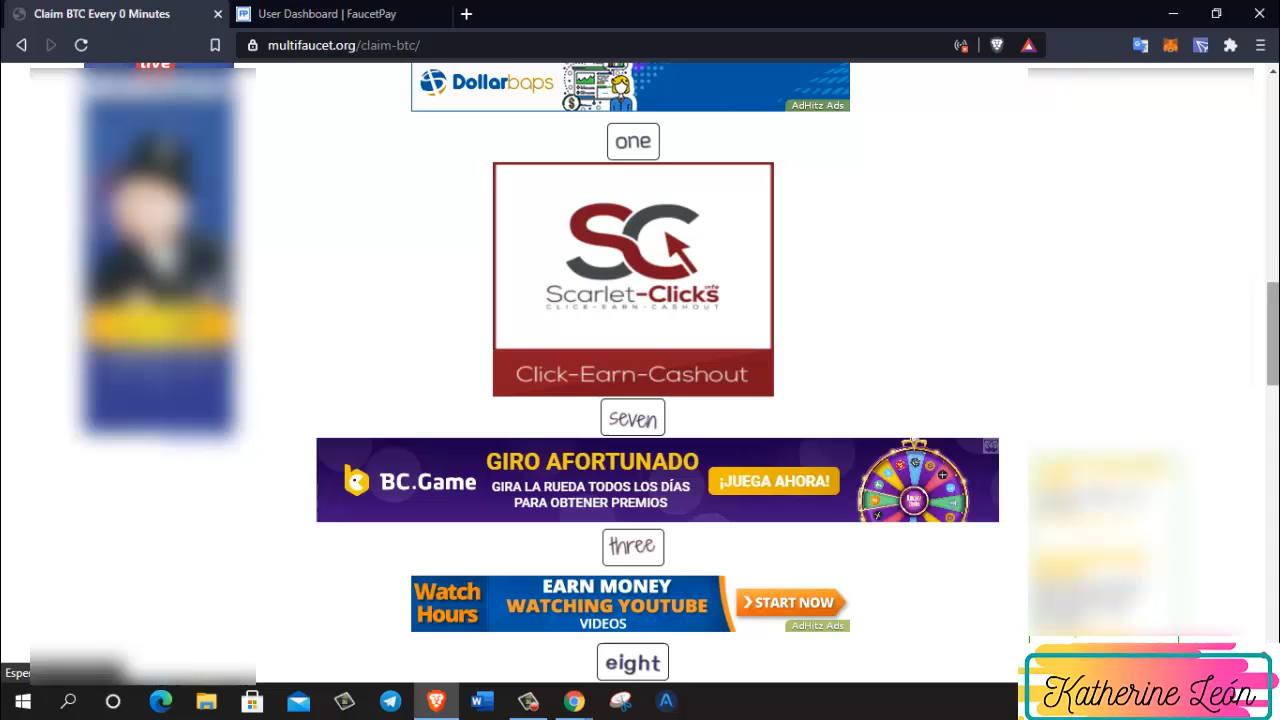 Claim BTC Every 0 Minutes
User Dashboard | FaucetPay
multifaucet.org/claim-btc/
Live
Dollarbaps
AdHitz Ads
one
SC
Scarlet-Clicks
CLICK-EARN-CASHOUT
Click-Earn-Cashout
seven
BC.Game
GIRO AFORTUNADO
GIRA LA RUEDA TODOS LOS DÍAS
PARA OBTENER PREMIOS
¡JUEGA AHORA!
three
Watch
Hours
EARN MONEY
WATCHING YOUTUBE
VIDEOS
START NOW
AdHitz Ads
eight
Esper
Katherine León